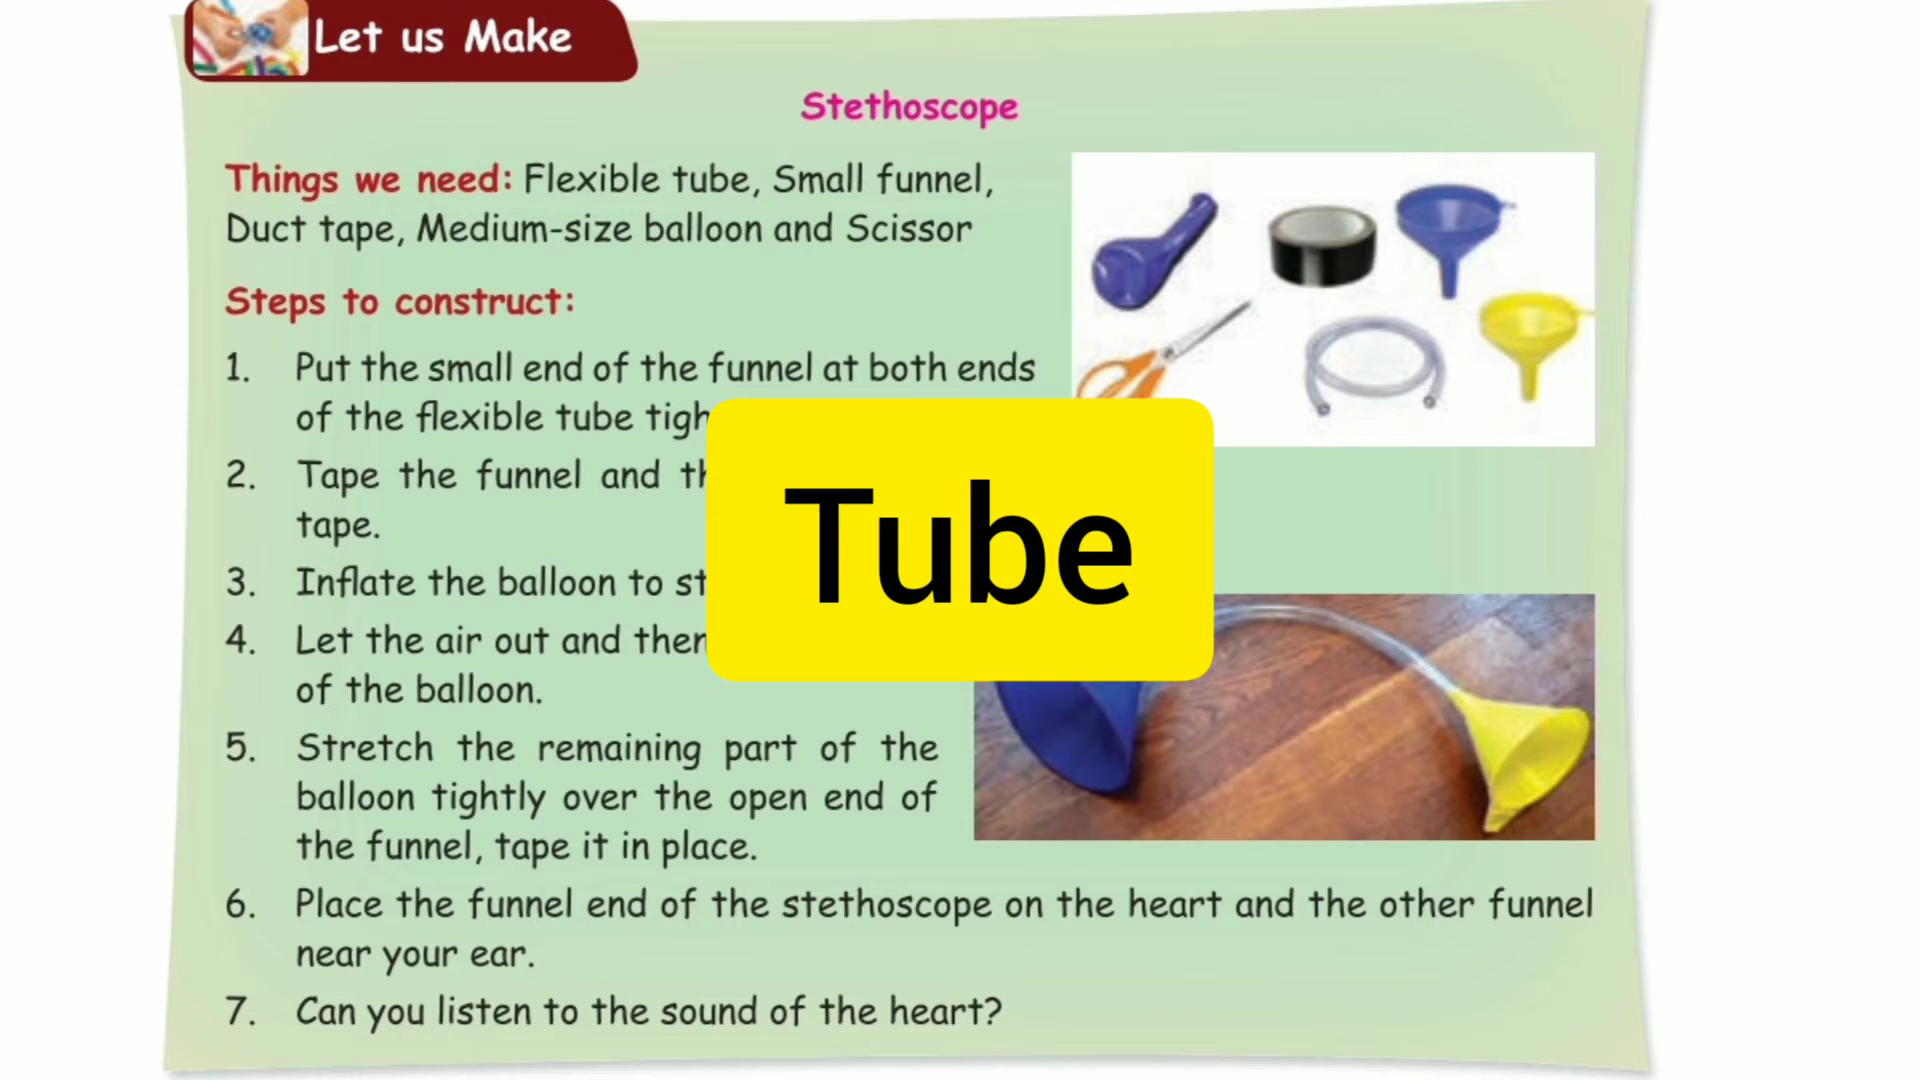 Let us Make
Stethoscope
Things we need: Flexible tube, Small funnel,
Duct tape, Medium-size balloon and Scissor
Steps to construct:
1. Put the small end of the funnel at both ends
of the flexible tube
2. Tape the funnel and
tape.
3. Inflate the balloon to
4. Let the air out and then
of the balloon.
5. Stretch the remaining part of the
balloon tightly over the open end of
the funnel, tape it in place.
6. Place the funnel end of the stethoscope on the heart and the other funnel
near your ear.
7. Can you listen to the sound of the heart?
Tube